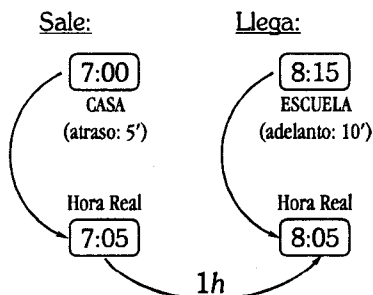 Sale:
7:00
CASA
(atraso: 5')
Hora Real
7:05
Llega:
8:15
ESCUELA
(adelanto: 10')
Hora Real
8:05
1h